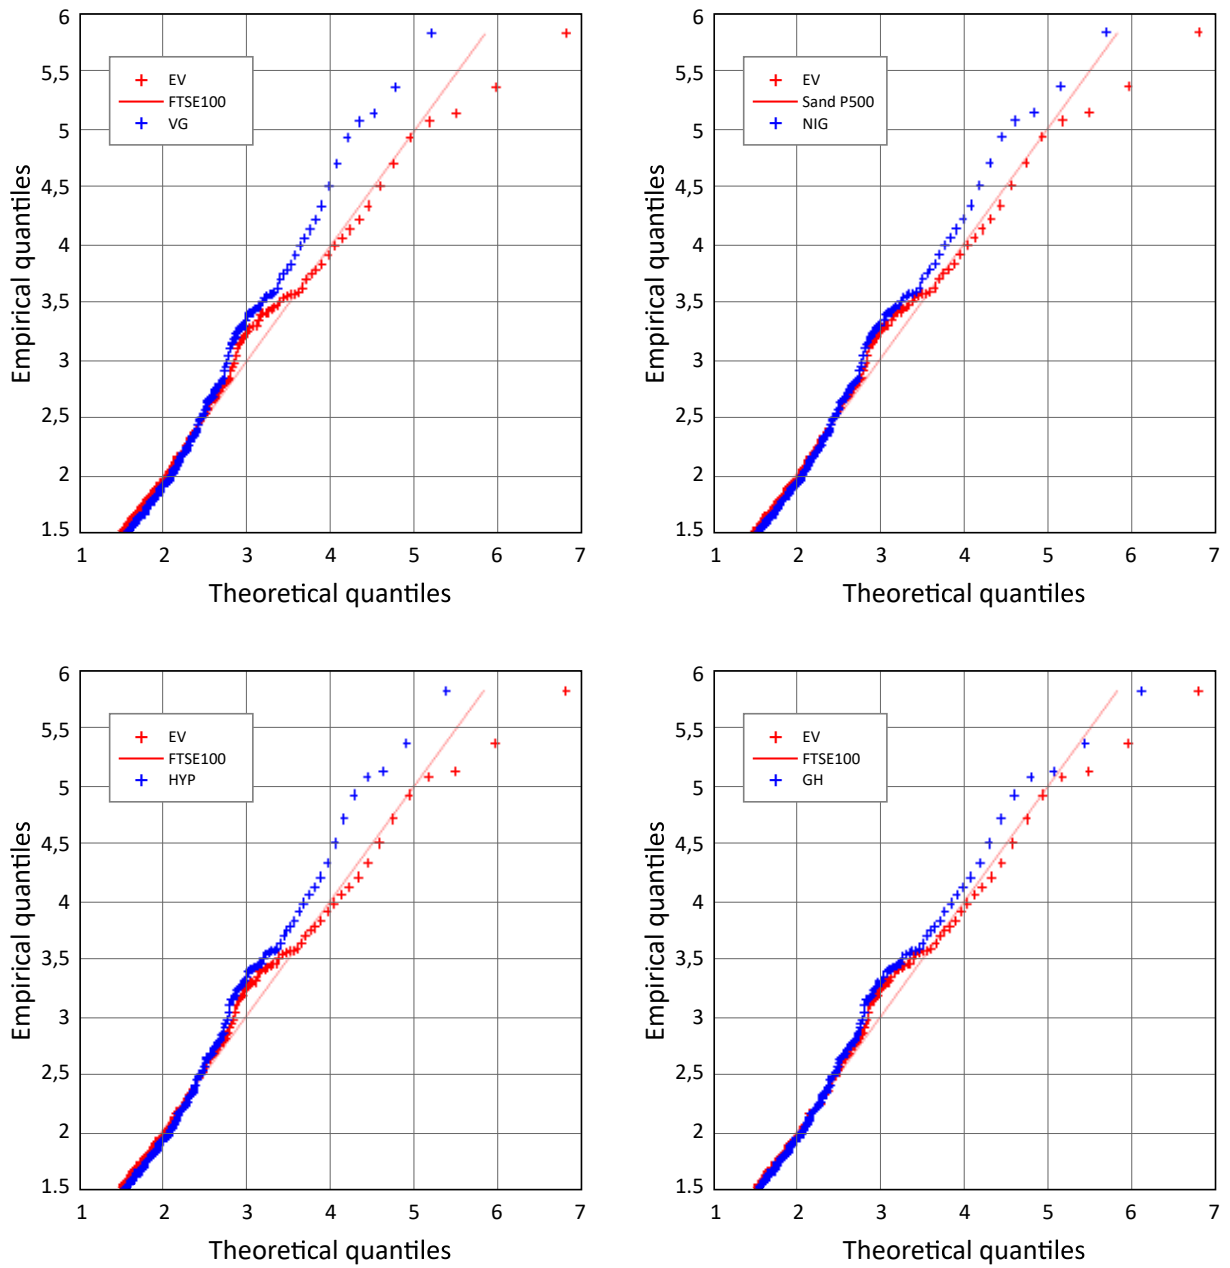 6
5,5
5
4,5
4
3,5
3
2,5
2
1.5
Empirical quantiles
EV
FTSE100
VG
1 2 3 4 5 6 7
Theoretical quantiles
6
5,5
5
4,5
4
3,5
3
2,5
2
1.5
Empirical quantiles
EV
Sand P500
NIG
1 2 3 4 5 6 7
Theoretical quantiles
6
5,5
5
4,5
4
3,5
3
2,5
2
1.5
Empirical quantiles
EV
FTSE100
HYP
1 2 3 4 5 6 7
Theoretical quantiles
6
5,5
5
4,5
4
3,5
3
2,5
2
1.5
Empirical quantiles
EV
FTSE100
GH
1 2 3 4 5 6 7
Theoretical quantiles